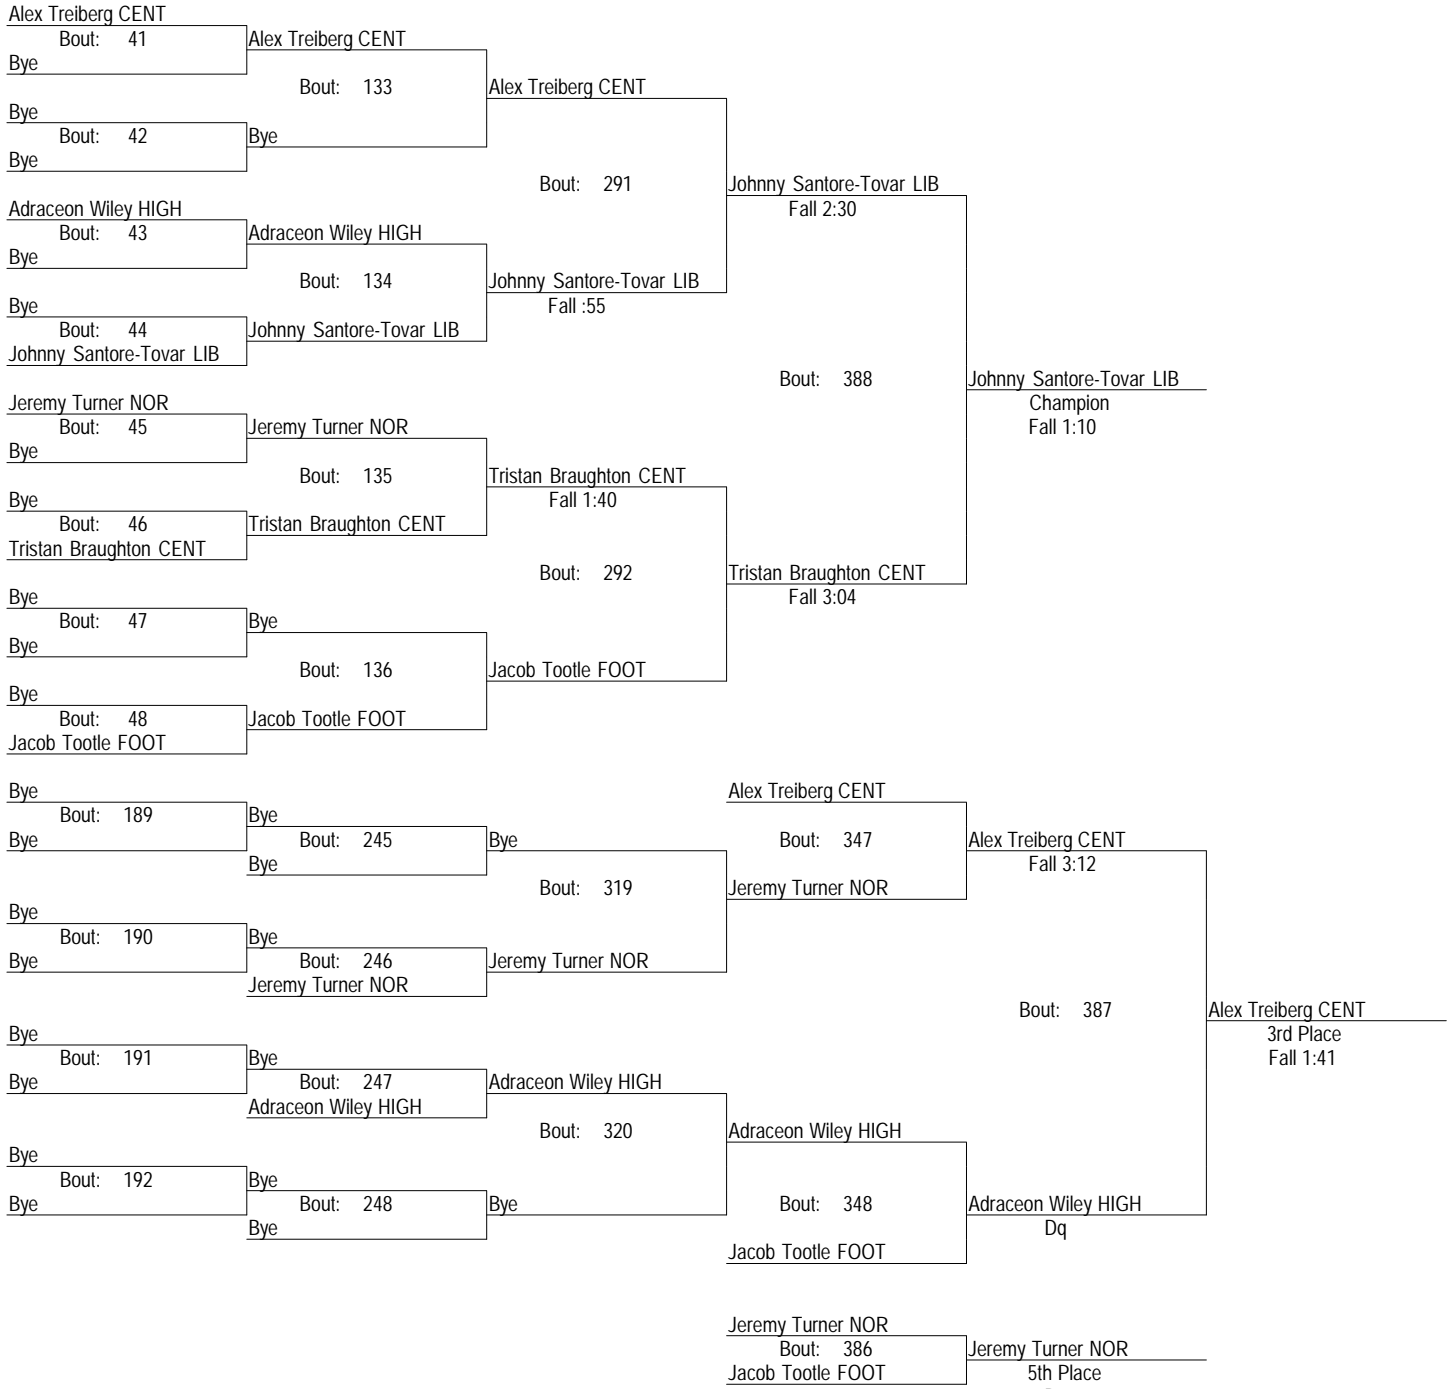 Alex Treiberg CENT
Bout: 41
Bye
Alex Treiberg CENT
Bout: 133
Bye
Bout: 42
Bye
Bye
Alex Treiberg CENT
Bout: 291
Adraceon Wiley HIGH
Bout: 43
Bye
Adraceon Wiley HIGH
Bout: 134
Bye
Bout: 44
Johnny Santore-Tovar LIB
Johnny Santore-Tovar LIB
Johnny Santore-Tovar LIB
Fall :55
Johnny Santore-Tovar LIB
Fall 2:30
Bout: 388
Johnny Santore-Tovar LIB
Champion
Fall 1:10
Jeremy Turner NOR
Bout: 45
Bye
Jeremy Turner NOR
Bout: 135
Bye
Bout: 46
Tristan Braughton CENT
Tristan Braughton CENT
Tristan Braughton CENT
Fall 1:40
Bout: 292
Tristan Braughton CENT
Fall 3:04
Bye
Bout: 47
Bye
Bye
Bout: 136
Bye
Bout: 48
Jacob Tootle FOOT
Jacob Tootle FOOT
Jacob Tootle FOOT
Bye
Bout: 189
Bye
Bye
Bout: 245
Bye
Bye
Bout: 319
Bye
Bout: 190
Bye
Bye
Bout: 246
Jeremy Turner NOR
Jeremy Turner NOR
Alex Treiberg CENT
Bout: 347
Jeremy Turner NOR
Alex Treiberg CENT
Fall 3:12
Bye
Bout: 191
Bye
Bye
Bout: 247
Adraceon Wiley HIGH
Adraceon Wiley HIGH
Bout: 320
Bye
Bout: 192
Bye
Bye
Bout: 248
Bye
Bye
Adraceon Wiley HIGH
Bout: 348
Jacob Tootle FOOT
Adraceon Wiley HIGH
Dq
Bout: 387
Alex Treiberg CENT
3rd Place
Fall 1:41
Jeremy Turner NOR
Bout: 386
Jacob Tootle FOOT
Jeremy Turner NOR
5th Place